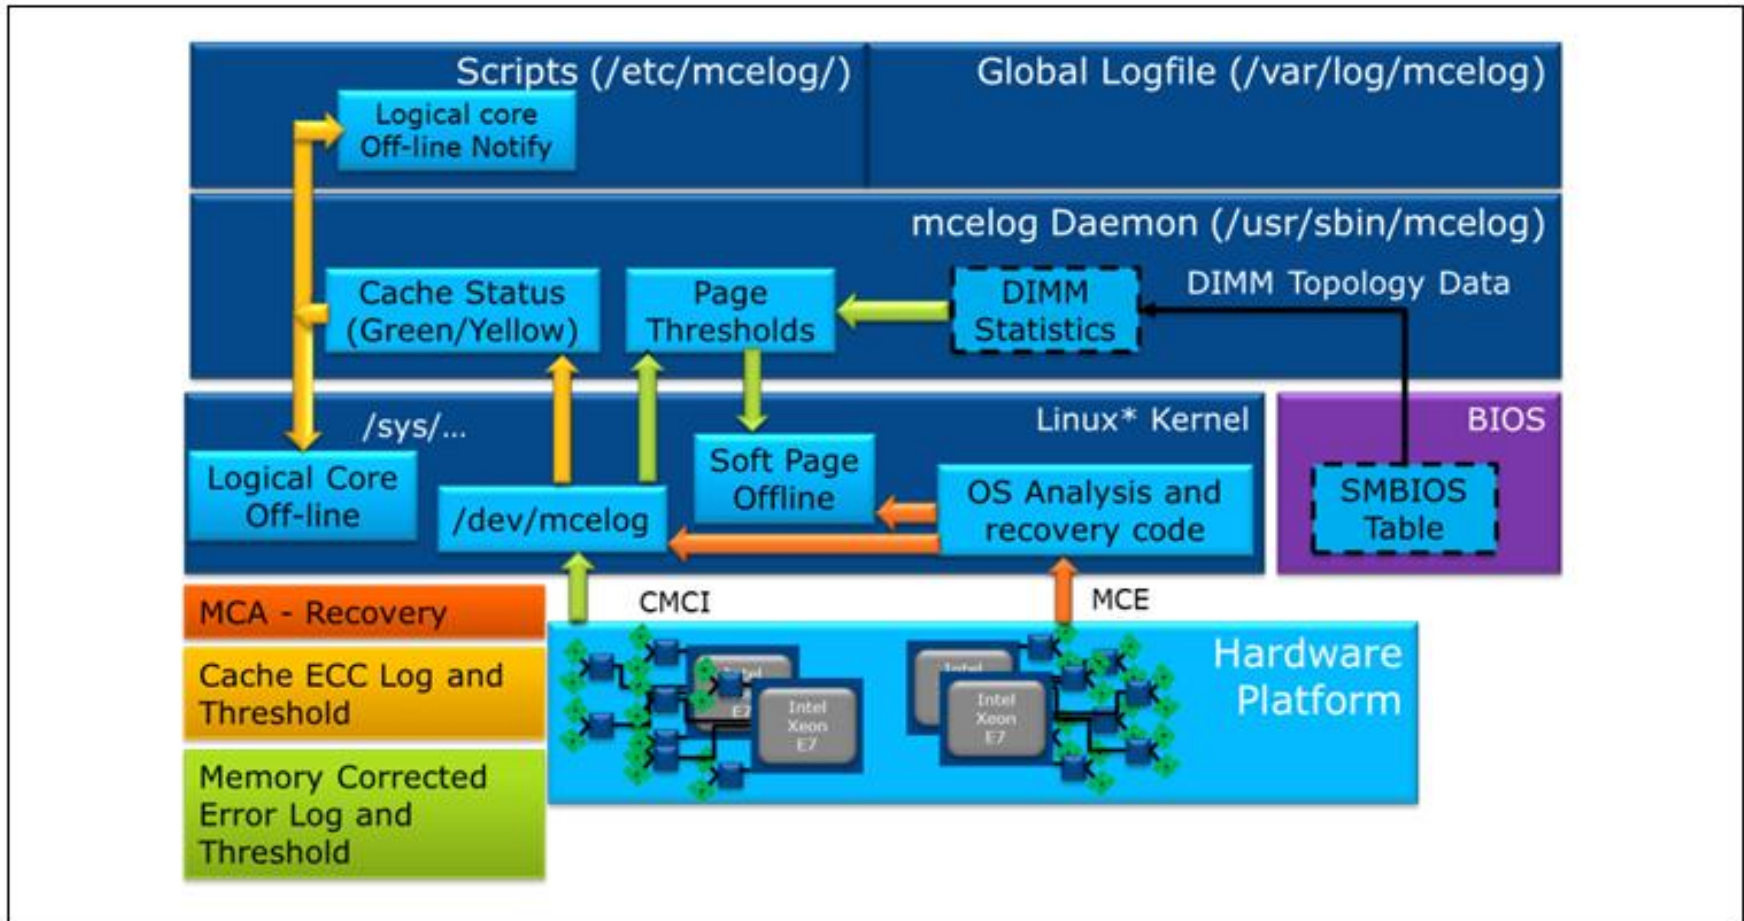 Scripts (/etc/mcelog/)
Global Logfile (/var/log/mcelog)
Logical core
Off-line Notify
mcelog Daemon (/usr/sbin/mcelog)
Cache Status
(Green/Yellow)
Page
Thresholds
DIMM
Statistics
DIMM Topology Data
/sys/...
Linux* Kernel
BIOS
Logical Core
Off-line
/dev/mcelog
Soft Page
Offline
OS Analysis and
recovery code
SMBIOS
Table
MCA - Recovery
CMCI
MCE
Cache ECC Log and
Threshold
Memory Corrected
Error Log and
Threshold
Hardware
Platform
Intel
E7
Intel
Xeon
E7
Intel
Intel
Xeon
E7